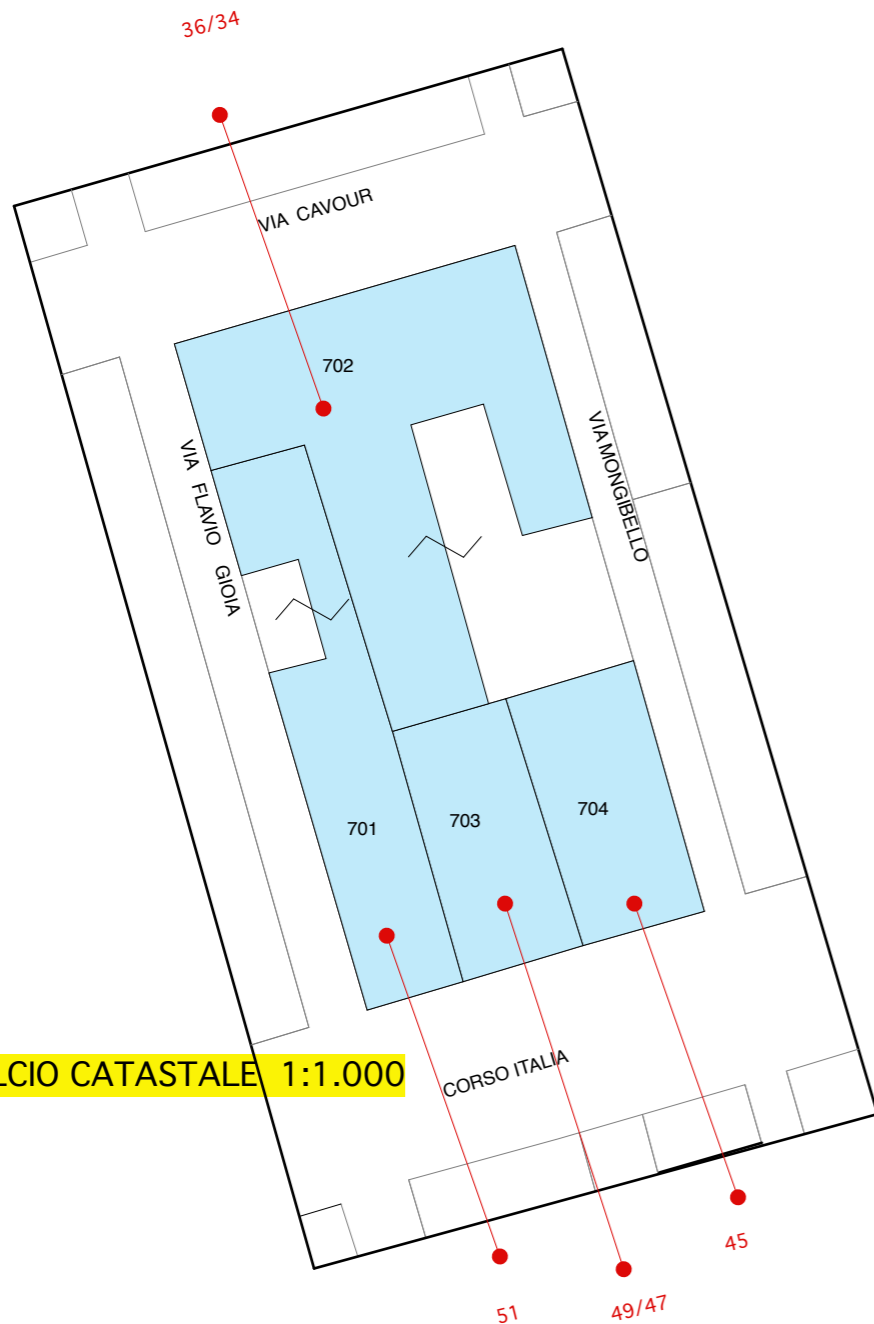 36/34
VIA CAVOUR
702
VIA FLAVIO GIOIA
VIA MONGIBELLO
701
703
704
CORSO ITALIA
LCIO CATASTALE 1:1.000
45
49/47
51